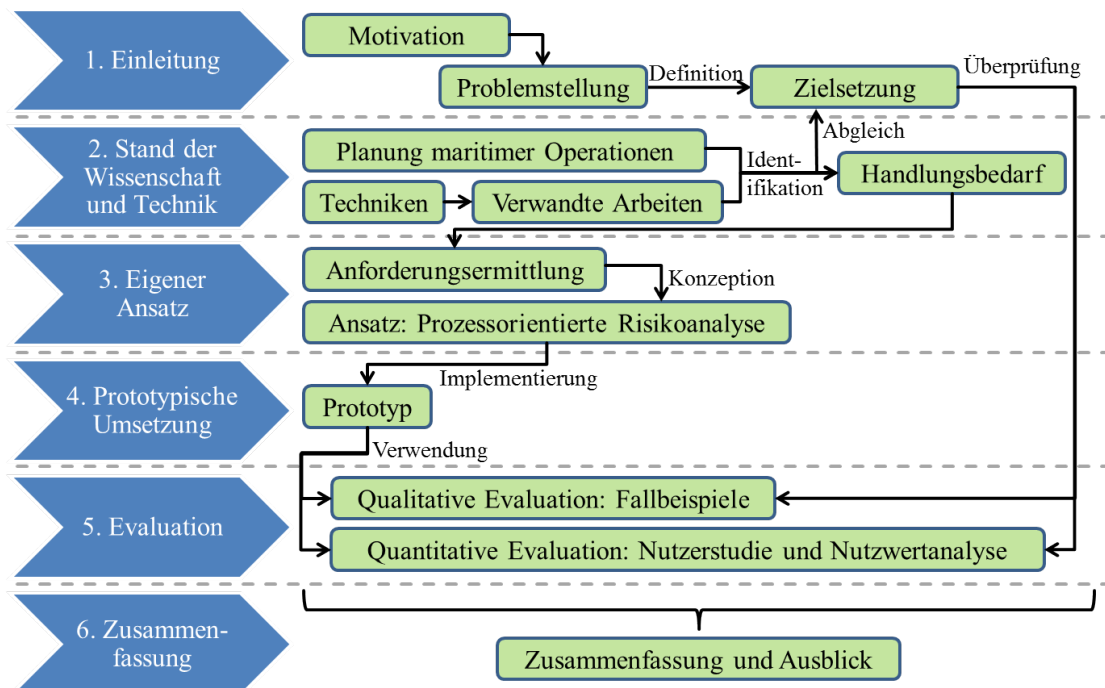 1. Einleitung
Motivation
Problemstellung
Definition
Zielsetzung
Überprüfung
2. Stand der
Wissenschaft
und Technik
Planung maritimer Operationen
Techniken
Verwandte Arbeiten
Ident-
ifikation
Abgleich
Handlungsbedarf
3. Eigener
Ansatz
Anforderungsermittlung
Konzeption
Ansatz: Prozessorientierte Risikoanalyse
4. Prototypische
Umsetzung
Implementierung
Prototyp
Verwendung
5. Evaluation
Qualitative Evaluation: Fallbeispiele
Quantitative Evaluation: Nutzerstudie und Nutzwertanalyse
6. Zusammen-
fassung
Zusammenfassung und Ausblick